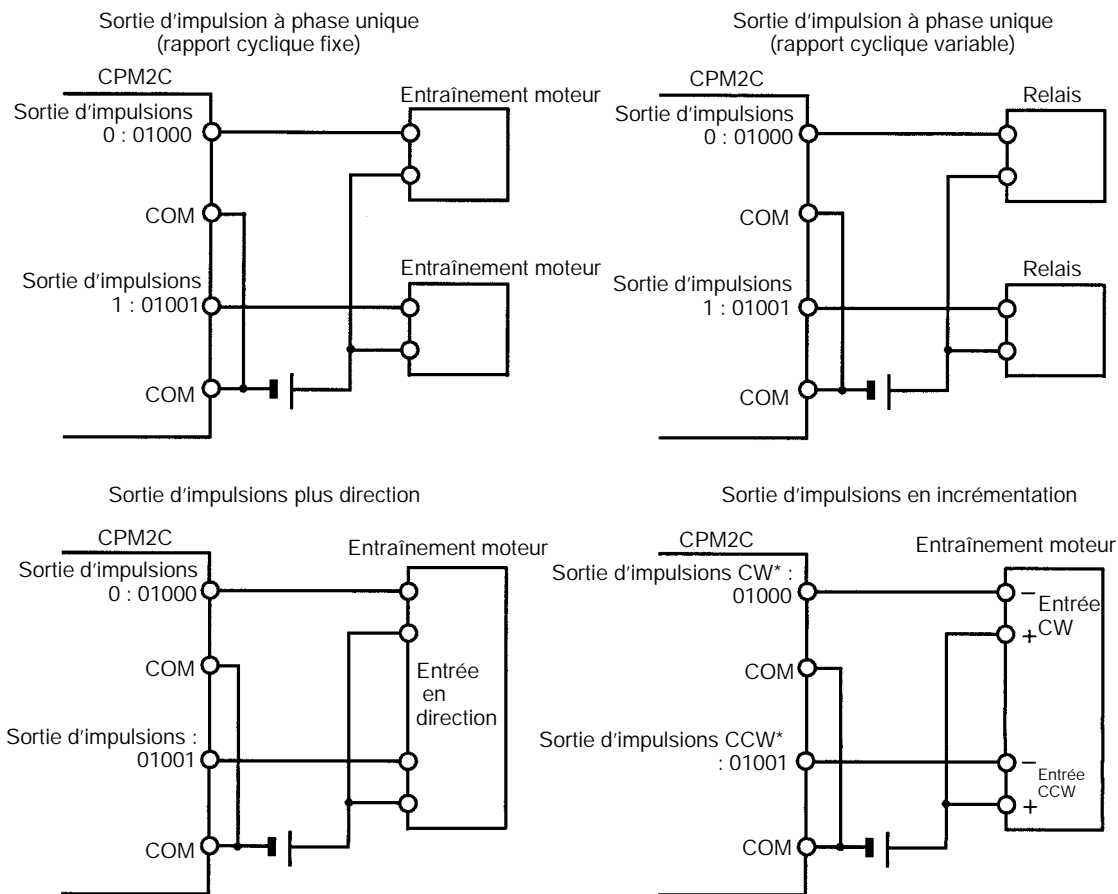 Sortie d'impulsion à phase unique
(rapport cyclique fixe)
CPM2C
Sortie d'impulsions
0 : 01000
Entraînement moteur
COM
Sortie d'impulsions
1 : 01001
Entraînement moteur
COM
Sortie d'impulsion à phase unique
(rapport cyclique variable)
CPM2C
Sortie d'impulsions
0 : 01000
Relais
COM
Sortie d'impulsions
1 : 01001
Relais
COM
Sortie d'impulsions plus direction
CPM2C
Sortie d'impulsions
0 : 01000
Entraînement moteur
COM
Entrée
en
direction
Sortie d'impulsions :
01001
COM
Sortie d'impulsions en incrémentation
CPM2C
Sortie d'impulsions CW* :
01000
Entraînement moteur
−
Entrée
CW
+
COM
Sortie d'impulsions CCW*
: 01001
−
Entrée
CCW
+
COM